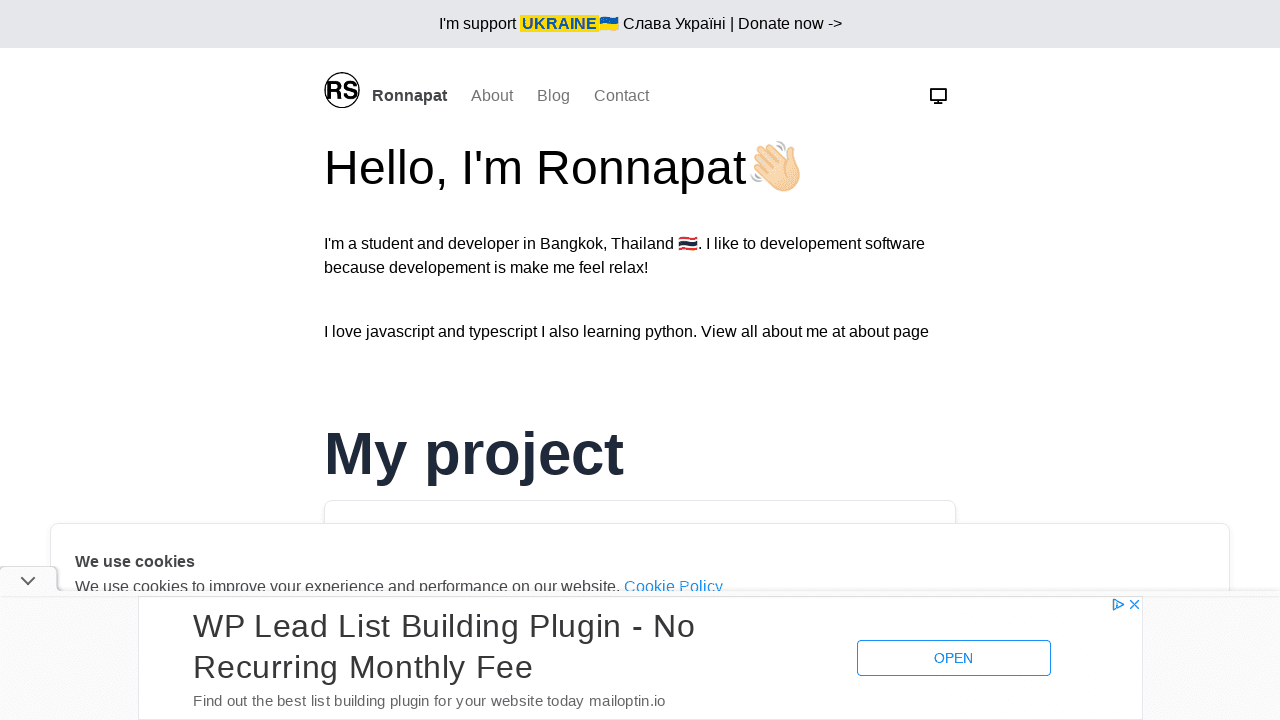 I'm support UKRAINE🇺🇦 Слава Україні | Donate now ->
RS Ronnapat About Blog Contact
Hello, I'm Ronnapat👋🏻
I'm a student and developer in Bangkok, Thailand 🇹🇭. I like to developement software
because developement is make me feel relax!
I love javascript and typescript I also learning python. View all about me at about page
My project
We use cookies
We use cookies to improve your experience and performance on our website. Cookie Policy
WP Lead List Building Plugin - No
Recurring Monthly Fee
Find out the best list building plugin for your website today mailoptin.io
OPEN